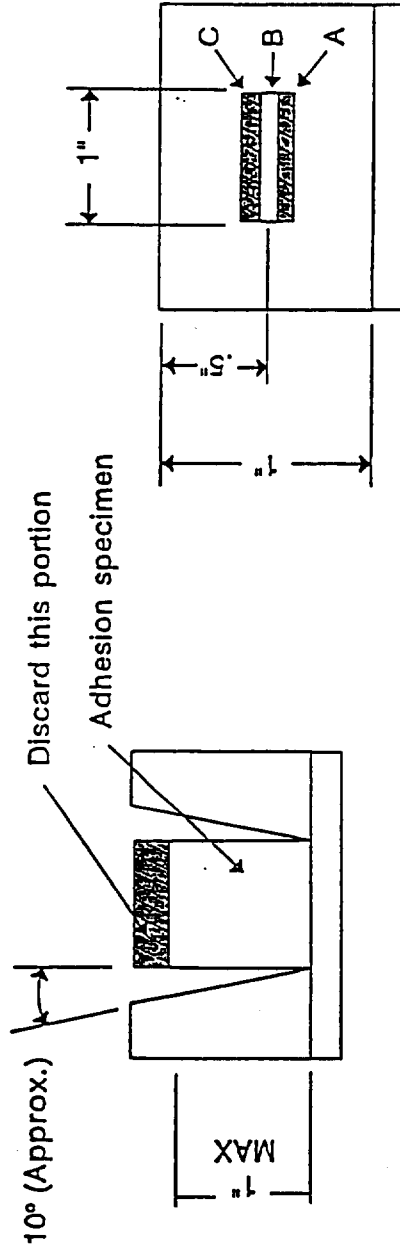 10° (Approx.)
Discard this portion
Adhesion specimen
1"
MAX
1"
.5"
1"
C
B
A